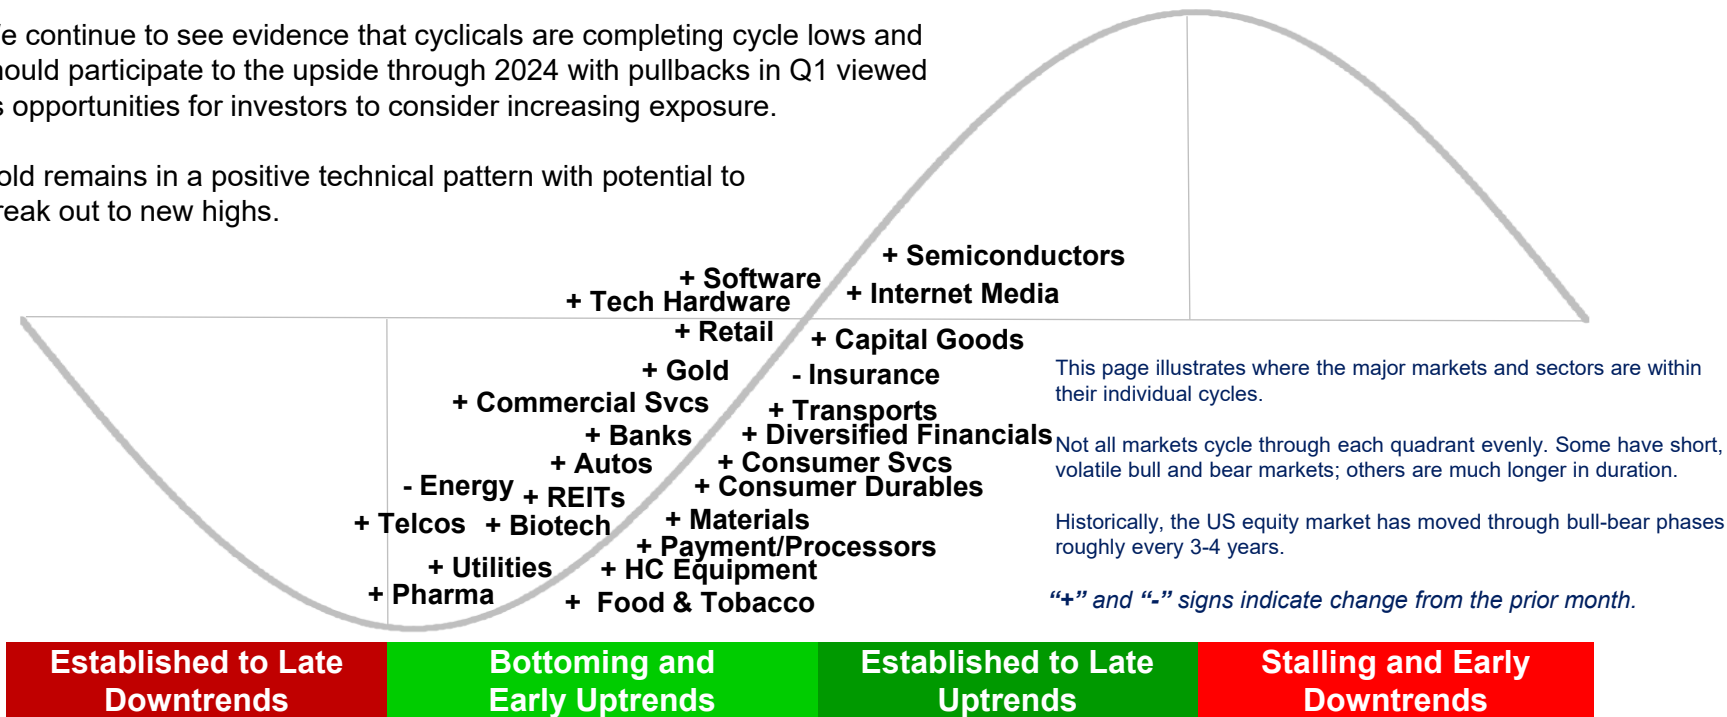 e continue to see evidence that cyclicals are completing cycle lows and
ould participate to the upside through 2024 with pullbacks in Q1 viewed
s opportunities for investors to consider increasing exposure.
old remains in a positive technical pattern with potential to
reak out to new highs.
+ Semiconductors
+ Software
+ Internet Media
+ Tech Hardware
+ Retail
+ Capital Goods
+ Gold
- Insurance
+ Commercial Svcs
+ Transports
+ Banks
+ Diversified Financials
+ Autos
+ Consumer Svcs
- Energy
+ REITs
+ Consumer Durables
+ Telcos
+ Biotech
+ Materials
+ Payment/Processors
+ Utilities
+ HC Equipment
+ Pharma
+ Food & Tobacco
This page illustrates where the major markets and sectors are within
their individual cycles.
Not all markets cycle through each quadrant evenly. Some have short,
volatile bull and bear markets; others are much longer in duration.
Historically, the US equity market has moved through bull-bear phases
roughly every 3-4 years.
“+” and “-” signs indicate change from the prior month.
Established to Late
Downtrends
Bottoming and
Early Uptrends
Established to Late
Uptrends
Stalling and Early
Downtrends